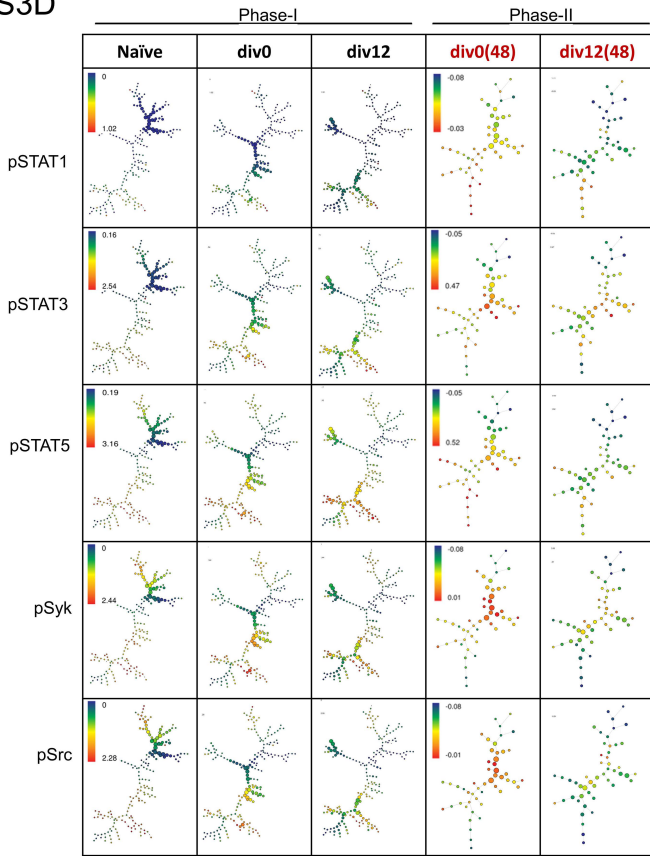 S3D
Phase-I Phase-II
Naïve div0 div12 div0(48) div12(48)
pSTAT1
0
1.02
-0.08
-0.03
pSTAT3
0.16
2.54
-0.05
0.47
pSTAT5
0.19
3.16
-0.05
0.52
pSyk
0
2.44
-0.08
0.01
pSrc
0
2.28
-0.08
-0.01